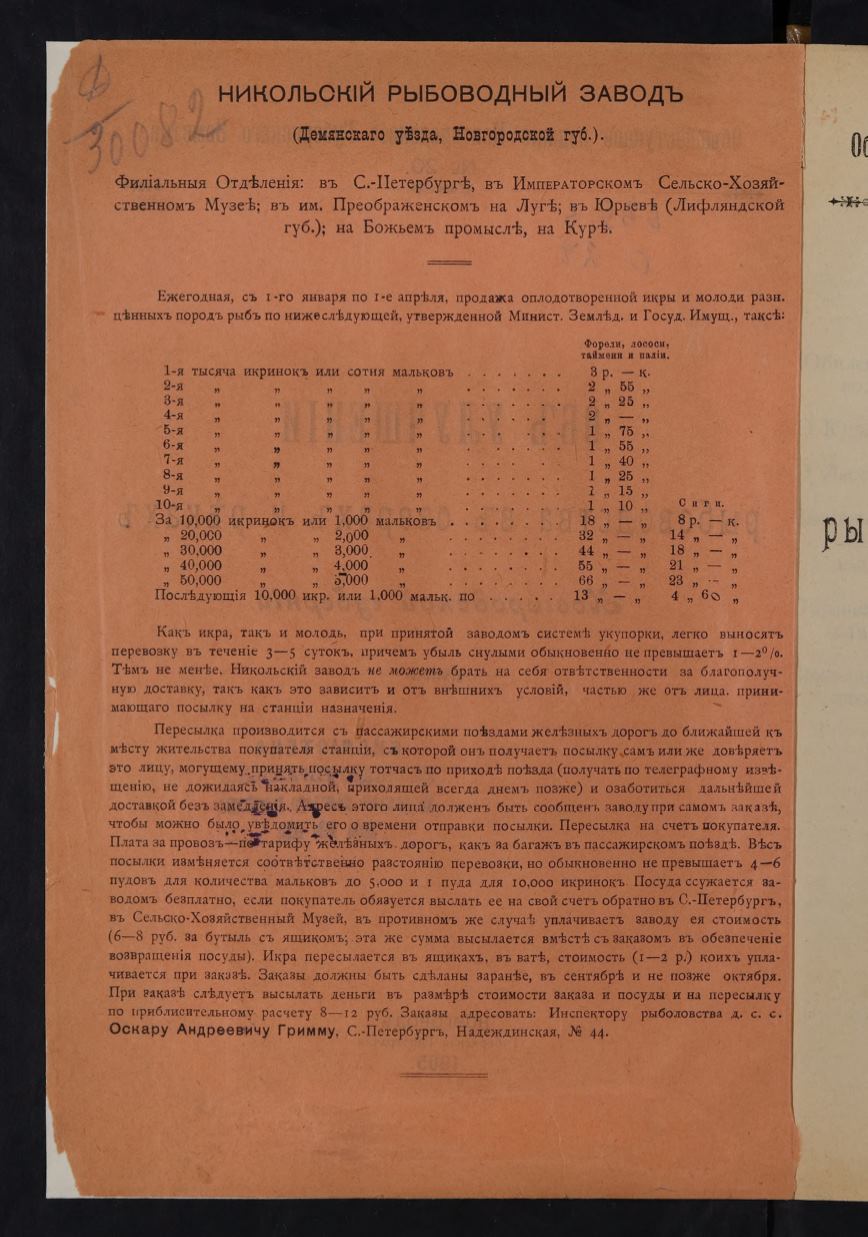 Ф
30082
НИКОЛЬСКІЙ РЫБОВОДНЫЙ ЗАВОДЪ
(Демянскаго уѣзда, Новгородской губ.).
Филіальныя Отдѣленія: въ С.-Петербургѣ, въ Императорскомъ Сельско-Хозяй-
ственномъ Музеѣ; въ им. Преображенскомъ на Лугѣ; въ Юрьевѣ (Лифляндской
губ.); на Божьемъ промыслѣ, на Курѣ.
Ежегодная, съ 1-го января по 1-е апрѣля, продажа оплодотворенной икры и молоди разн.
цѣнныхъ породъ рыбъ по нижеслѣдующей, утвержденной Минист. Землѣд. и Госуд. Имущ., таксѣ:
Форели, лососи,
таймени и паліи.
1-я тысяча икринокъ или сотня мальковъ . . . . . . . 3 р. — к.
2-я „ „ „ „ „ . . . . . . . 2 „ 55 „
3-я „ „ „ „ „ . . . . . . . 2 „ 25 „
4-я „ „ „ „ „ . . . . . . . 2 „ — „
5-я „ „ „ „ „ . . . . . . . 1 „ 75 „
6-я „ „ „ „ „ . . . . . . . 1 „ 55 „
7-я „ „ „ „ „ . . . . . . . 1 „ 40 „
8-я „ „ „ „ „ . . . . . . . 1 „ 25 „
9-я „ „ „ „ „ . . . . . . . 1 „ 15 „
10-я „ „ „ „ „ . . . . . . . 1 „ 10 „ Сиги.
За 10,000 икринокъ или 1,000 мальковъ . . . . . . . . 18 „ — „ 8 р. — к.
„ 20,000 „ „ 2,000 „ . . . . . . . . 32 „ — „ 14 „ — „
„ 30,000 „ „ 3,000 „ . . . . . . . . 44 „ — „ 18 „ — „
„ 40,000 „ „ 4,000 „ . . . . . . . . 55 „ — „ 21 „ — „
„ 50,000 „ „ 5,000 „ . . . . . . . . 66 „ — „ 23 „ — „
Послѣдующія 10,000 икр. или 1,000 мальк. по . . . . . 13 „ — „ 4 „ 60 „
Какъ икра, такъ и молодь, при принятой заводомъ системѣ укупорки, легко выносятъ
перевозку въ теченіе 3—5 сутокъ, причемъ убыль снулыми обыкновенно не превышаетъ 1—2%.
Тѣмъ не менѣе, Никольскій заводъ не можетъ брать на себя отвѣтственности за благополуч-
ную доставку, такъ какъ это зависитъ и отъ внѣшнихъ условій, частью же отъ лица, прини-
мающаго посылку на станціи назначенія.
Пересылка производится съ пассажирскими поѣздами желѣзныхъ дорогъ до ближайшей къ
мѣсту жительства покупателя станціи, съ которой онъ получаетъ посылку самъ или же довѣряетъ
это лицу, могущему принять посылку тотчасъ по приходѣ поѣзда (получать по телеграфному извѣ-
щенію, не дожидаясь накладной, приходящей всегда днемъ позже) и озаботиться дальнѣйшей
доставкой безъ замедленія. Адресъ этого лица долженъ быть сообщенъ заводу при самомъ заказѣ,
чтобы можно было увѣдомить его о времени отправки посылки. Пересылка на счетъ покупателя.
Плата за провозъ—по тарифу желѣзныхъ дорогъ, какъ за багажъ въ пассажирскомъ поѣздѣ. Вѣсъ
посылки измѣняется соотвѣтственно разстоянію перевозки, но обыкновенно не превышаетъ 4—6
пудовъ для количества мальковъ до 5,000 и 1 пуда для 10,000 икринокъ. Посуда ссужается за-
водомъ безплатно, если покупатель обязуется выслать ее на свой счетъ обратно въ С.-Петербургъ,
въ Сельско-Хозяйственный Музей, въ противномъ же случаѣ уплачиваетъ заводу ея стоимость
(6—8 руб. за бутыль съ ящикомъ; эта же сумма высылается вмѣстѣ съ заказомъ въ обезпеченіе
возвращенія посуды). Икра пересылается въ ящикахъ, въ ватѣ, стоимость (1—2 р.) коихъ упла-
чивается при заказѣ. Заказы должны быть сдѣланы заранѣе, въ сентябрѣ и не позже октября.
При заказѣ слѣдуетъ высылать деньги въ размѣрѣ стоимости заказа и посуды и на пересылку
по приблисительному расчету 8—12 руб. Заказы адресовать: Инспектору рыболовства д. с. с.
Оскару Андреевичу Гримму, С.-Петербургъ, Надеждинская, № 44.
Об
ры